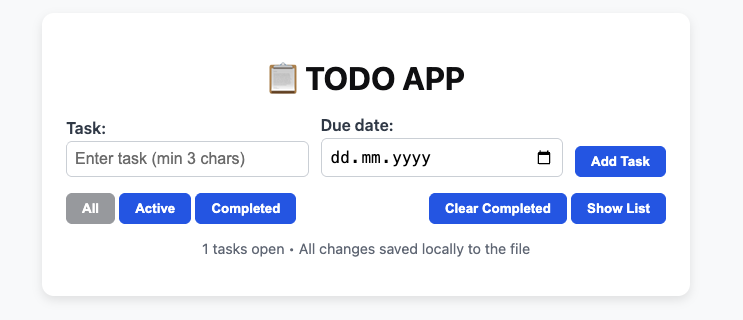 📋 TODO APP
Task:
Due date:
Enter task (min 3 chars)
dd.mm.yyyy
Add Task
All Active Completed Clear Completed Show List
1 tasks open • All changes saved locally to the file